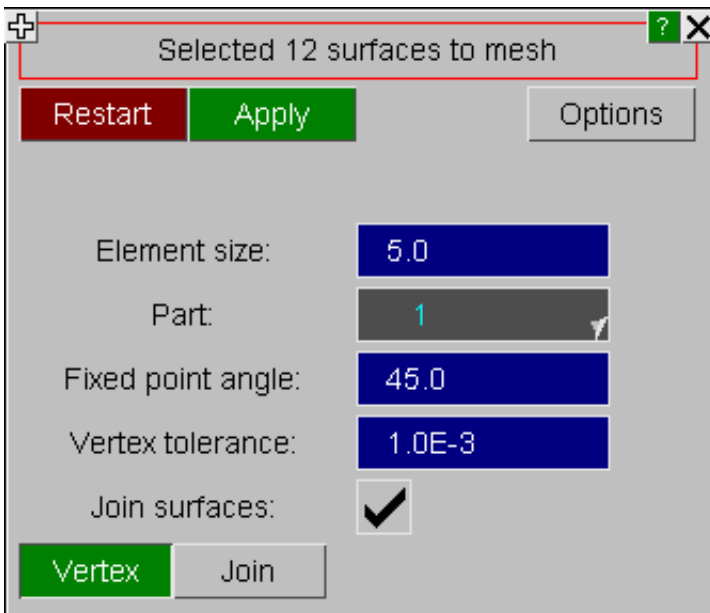 ?
Selected 12 surfaces to mesh
Restart Apply Options
Element size: 5.0
Part: 1
Fixed point angle: 45.0
Vertex tolerance: 1.0E-3
Join surfaces:
Vertex Join